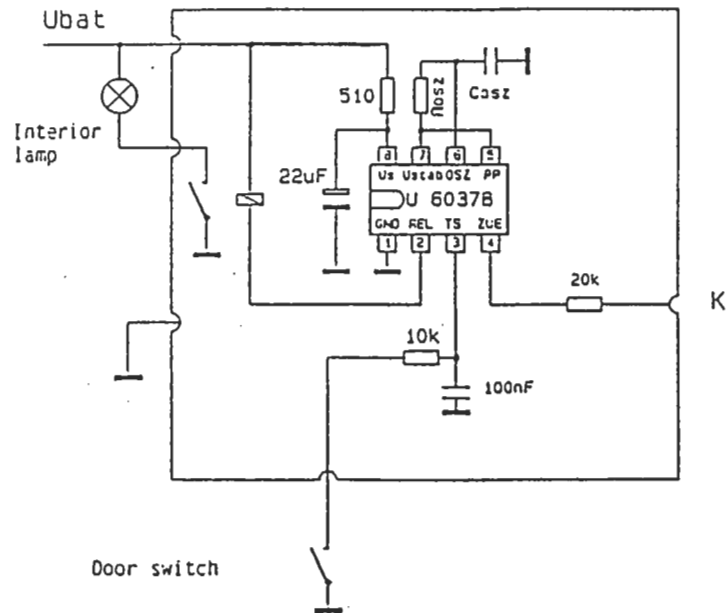 Ubat
510
Rosz
Cosz
Interior
lamp
22uF
8 7 6 5
Us Ustab OSZ PP
U 6037B
GND REL TS ZUE
1 2 3 4
20k
K
10k
100nF
Door switch